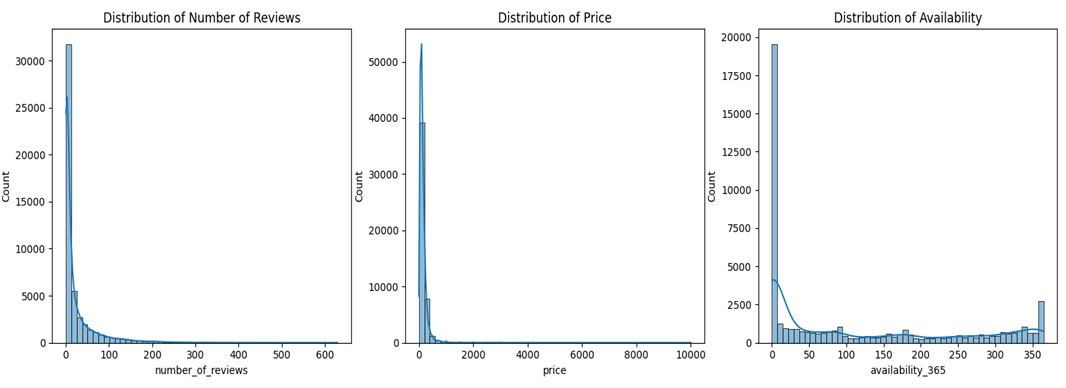 Distribution of Number of Reviews
Count
30000
25000
20000
15000
10000
5000
0
0 100 200 300 400 500 600
number_of_reviews
Distribution of Price
Count
50000
40000
30000
20000
10000
0
0 2000 4000 6000 8000 10000
price
Distribution of Availability
Count
20000
17500
15000
12500
10000
7500
5000
2500
0
0 50 100 150 200 250 300 350
availability_365